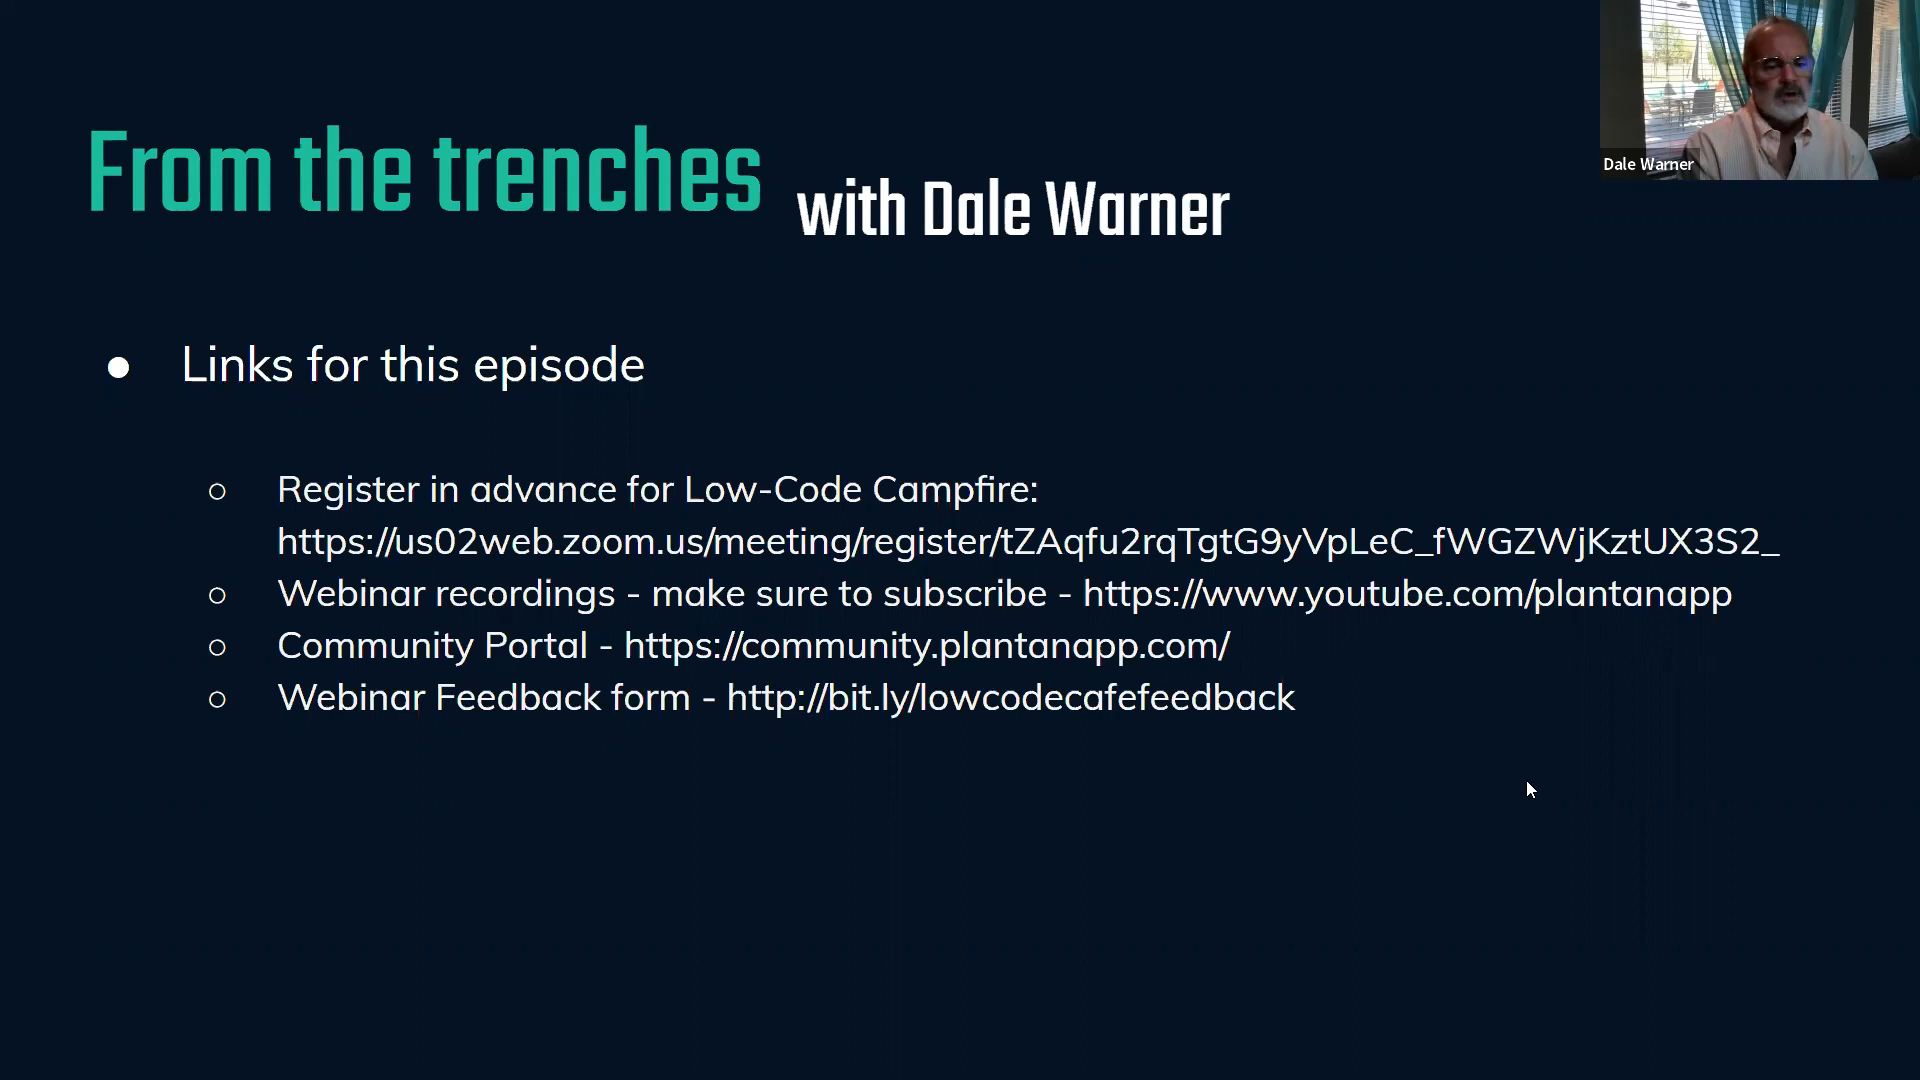 From the trenches with Dale Warner
Dale Warner
● Links for this episode
○ Register in advance for Low-Code Campfire:
https://us02web.zoom.us/meeting/register/tZAqfu2rqTgtG9yVpLeC_fWGZWjKztUX3S2_
○ Webinar recordings - make sure to subscribe - https://www.youtube.com/plantanapp
○ Community Portal - https://community.plantanapp.com/
○ Webinar Feedback form - http://bit.ly/lowcodecafefeedback